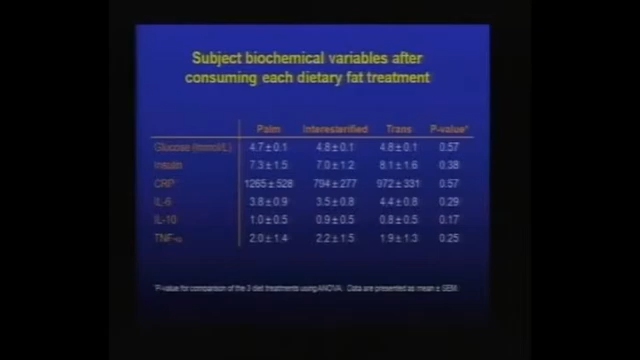 Subject biochemical variables after
consuming each dietary fat treatment
Palm Interesterified Trans P-value*
Glucose (mmol/L) 4.7 ± 0.1 4.8 ± 0.1 4.8 ± 0.1 0.57
Insulin 7.3 ± 1.5 7.0 ± 1.2 8.1 ± 1.6 0.38
CRP 1265 ± 528 794 ± 277 972 ± 331 0.57
IL-6 3.8 ± 0.9 3.5 ± 0.8 4.4 ± 0.8 0.29
IL-10 1.0 ± 0.5 0.9 ± 0.5 0.8 ± 0.5 0.17
TNF-α 2.0 ± 1.4 2.2 ± 1.5 1.9 ± 1.3 0.25
*P-value for comparison of the 3 diet treatments using ANOVA. Data are presented as mean ± SEM